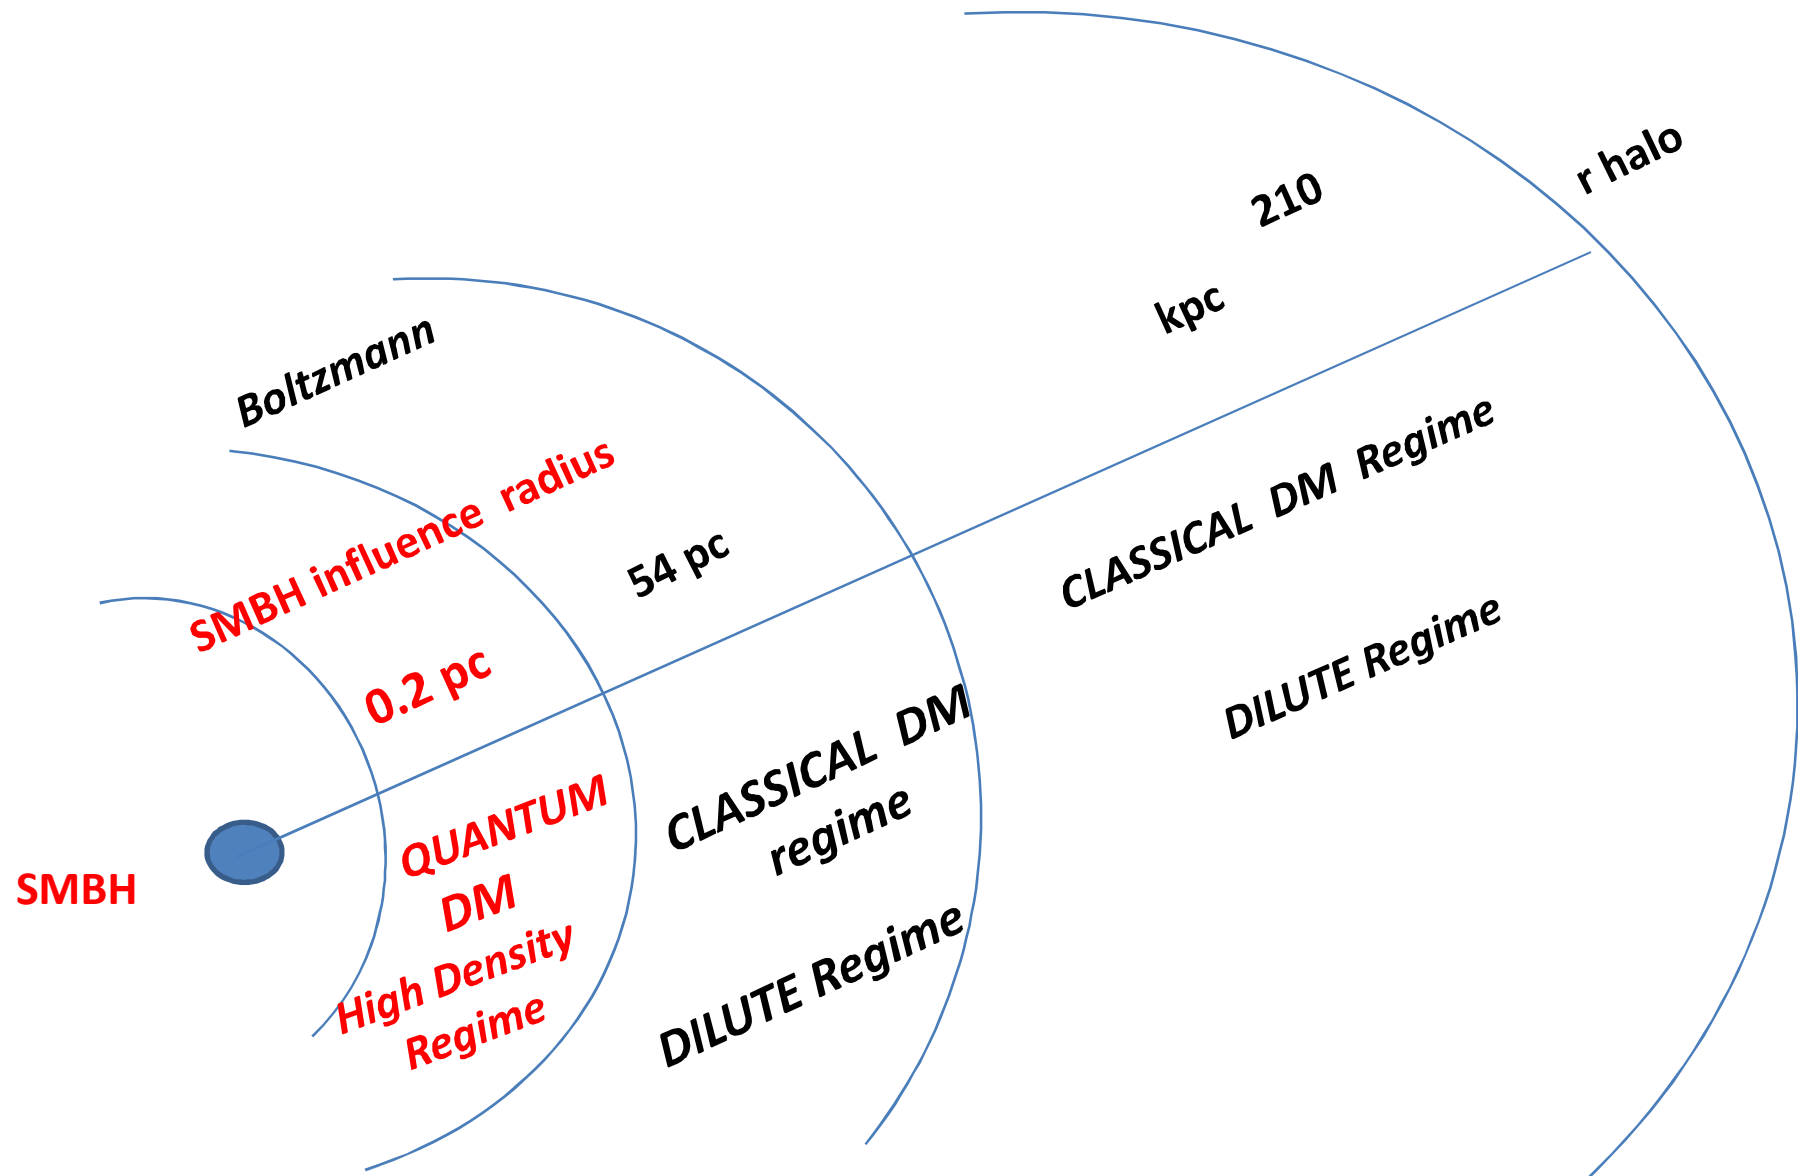 r halo
210
kpc
Boltzmann
SMBH influence radius
54 pc
0.2 pc
CLASSICAL DM Regime
DILUTE Regime
CLASSICAL DM
regime
DILUTE Regime
QUANTUM
DM
High Density
Regime
SMBH